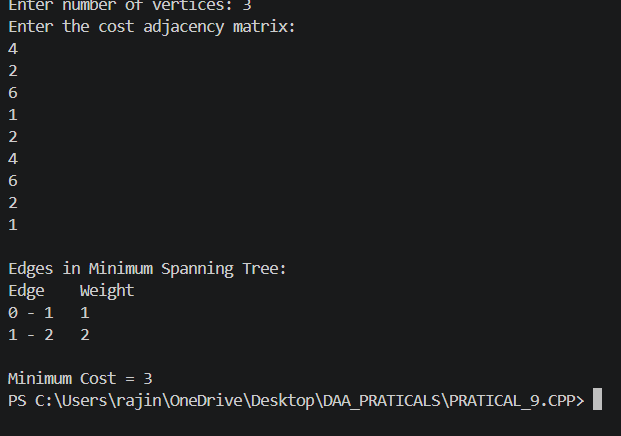 Enter number of vertices: 3
Enter the cost adjacency matrix:
4
2
6
1
2
4
6
2
1
Edges in Minimum Spanning Tree:
Edge    Weight
0 - 1   1
1 - 2   2
Minimum Cost = 3
PS C:\Users\rajin\OneDrive\Desktop\DAA_PRATICALS\PRATICAL_9.CPP>